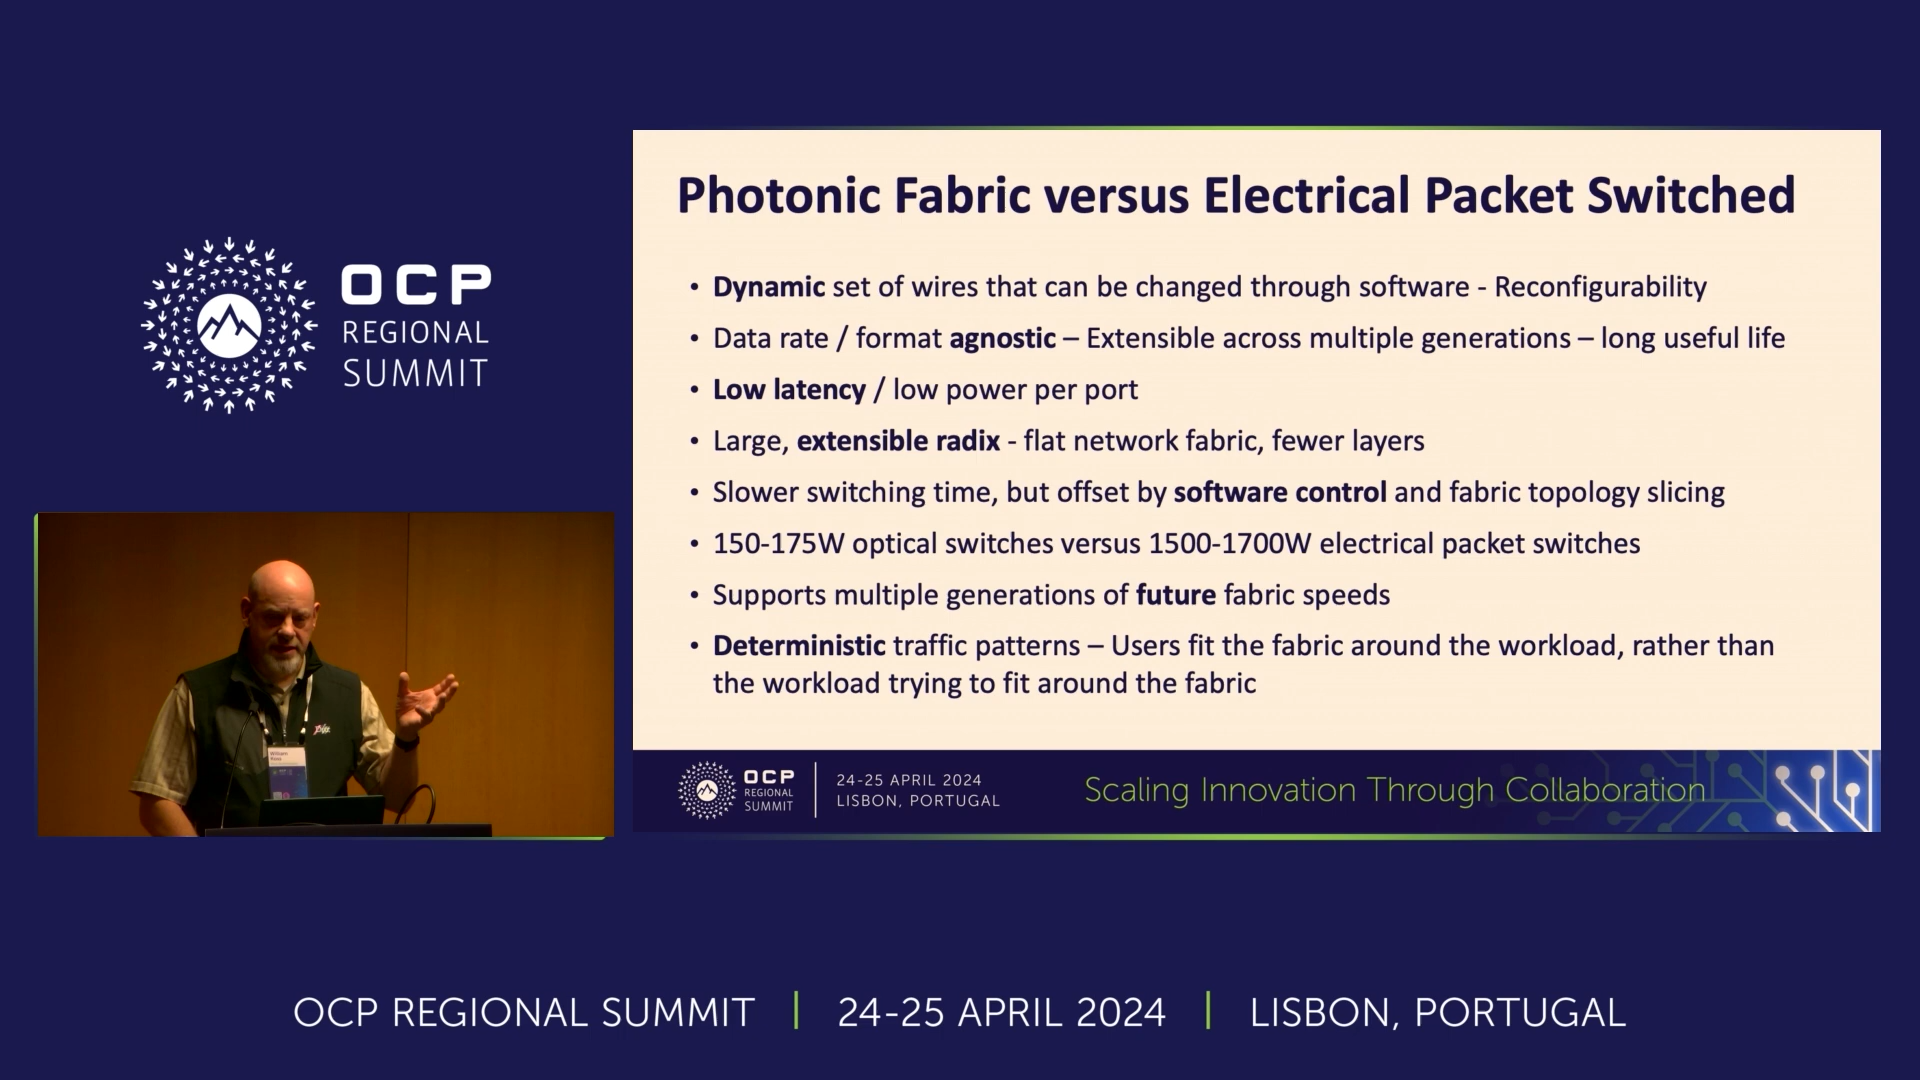 OCP
REGIONAL
SUMMIT
Photonic Fabric versus Electrical Packet Switched
• Dynamic set of wires that can be changed through software - Reconfigurability
• Data rate / format agnostic – Extensible across multiple generations – long useful life
• Low latency / low power per port
• Large, extensible radix - flat network fabric, fewer layers
• Slower switching time, but offset by software control and fabric topology slicing
• 150-175W optical switches versus 1500-1700W electrical packet switches
• Supports multiple generations of future fabric speeds
• Deterministic traffic patterns – Users fit the fabric around the workload, rather than
the workload trying to fit around the fabric
William
OCP
REGIONAL
SUMMIT
24-25 APRIL 2024
LISBON, PORTUGAL
Scaling Innovation Through Collaboration
OCP REGIONAL SUMMIT | 24-25 APRIL 2024 | LISBON, PORTUGAL